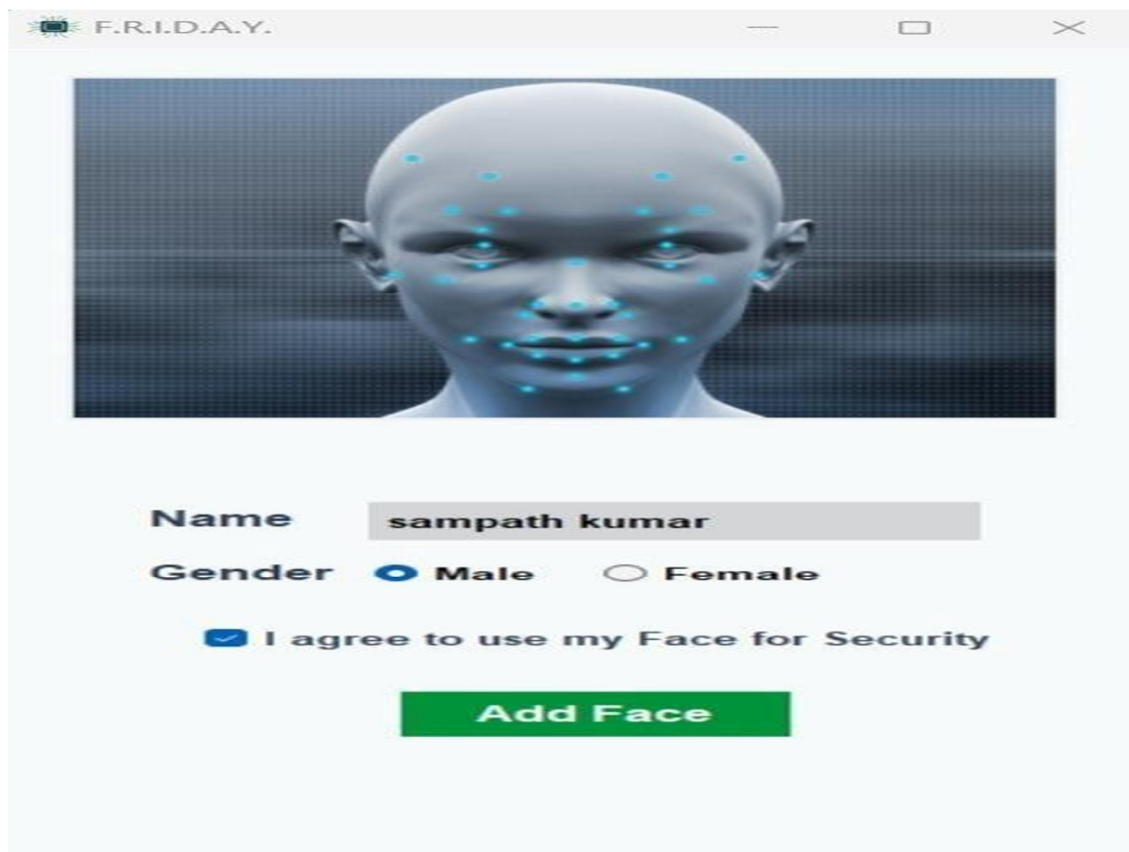 F.R.I.D.A.Y.
Name sampath kumar
Gender Male Female
I agree to use my Face for Security
Add Face